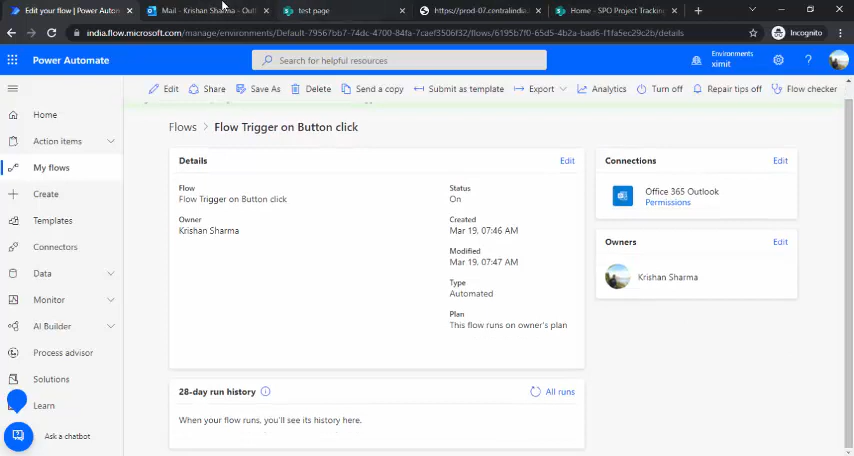 Edit your flow | Power Automate
Mail - Krishan Sharma - Outl
test page
https://prod-07.centralindia.
Home - SPO Project Tracking
india.flow.microsoft.com/manage/environments/Default-79567bb7-74dc-4700-84fa-7caef3506f32/flows/6195b7f0-65d5-4b2a-bad6-f1fa5ec29c2b/details
Incognito
Power Automate
Search for helpful resources
Environments
ximit
Edit
Share
Save As
Delete
Send a copy
Submit as template
Export
Analytics
Turn off
Repair tips off
Flow checker
Home
Action items
My flows
Create
Templates
Connectors
Data
Monitor
AI Builder
Process advisor
Solutions
Learn
Ask a chatbot
Flows > Flow Trigger on Button click
Details
Edit
Flow
Flow Trigger on Button click
Owner
Krishan Sharma
Status
On
Created
Mar 19, 07:46 AM
Modified
Mar 19, 07:47 AM
Type
Automated
Plan
This flow runs on owner's plan
Connections
Edit
Office 365 Outlook
Permissions
Owners
Edit
Krishan Sharma
28-day run history
All runs
When your flow runs, you'll see its history here.